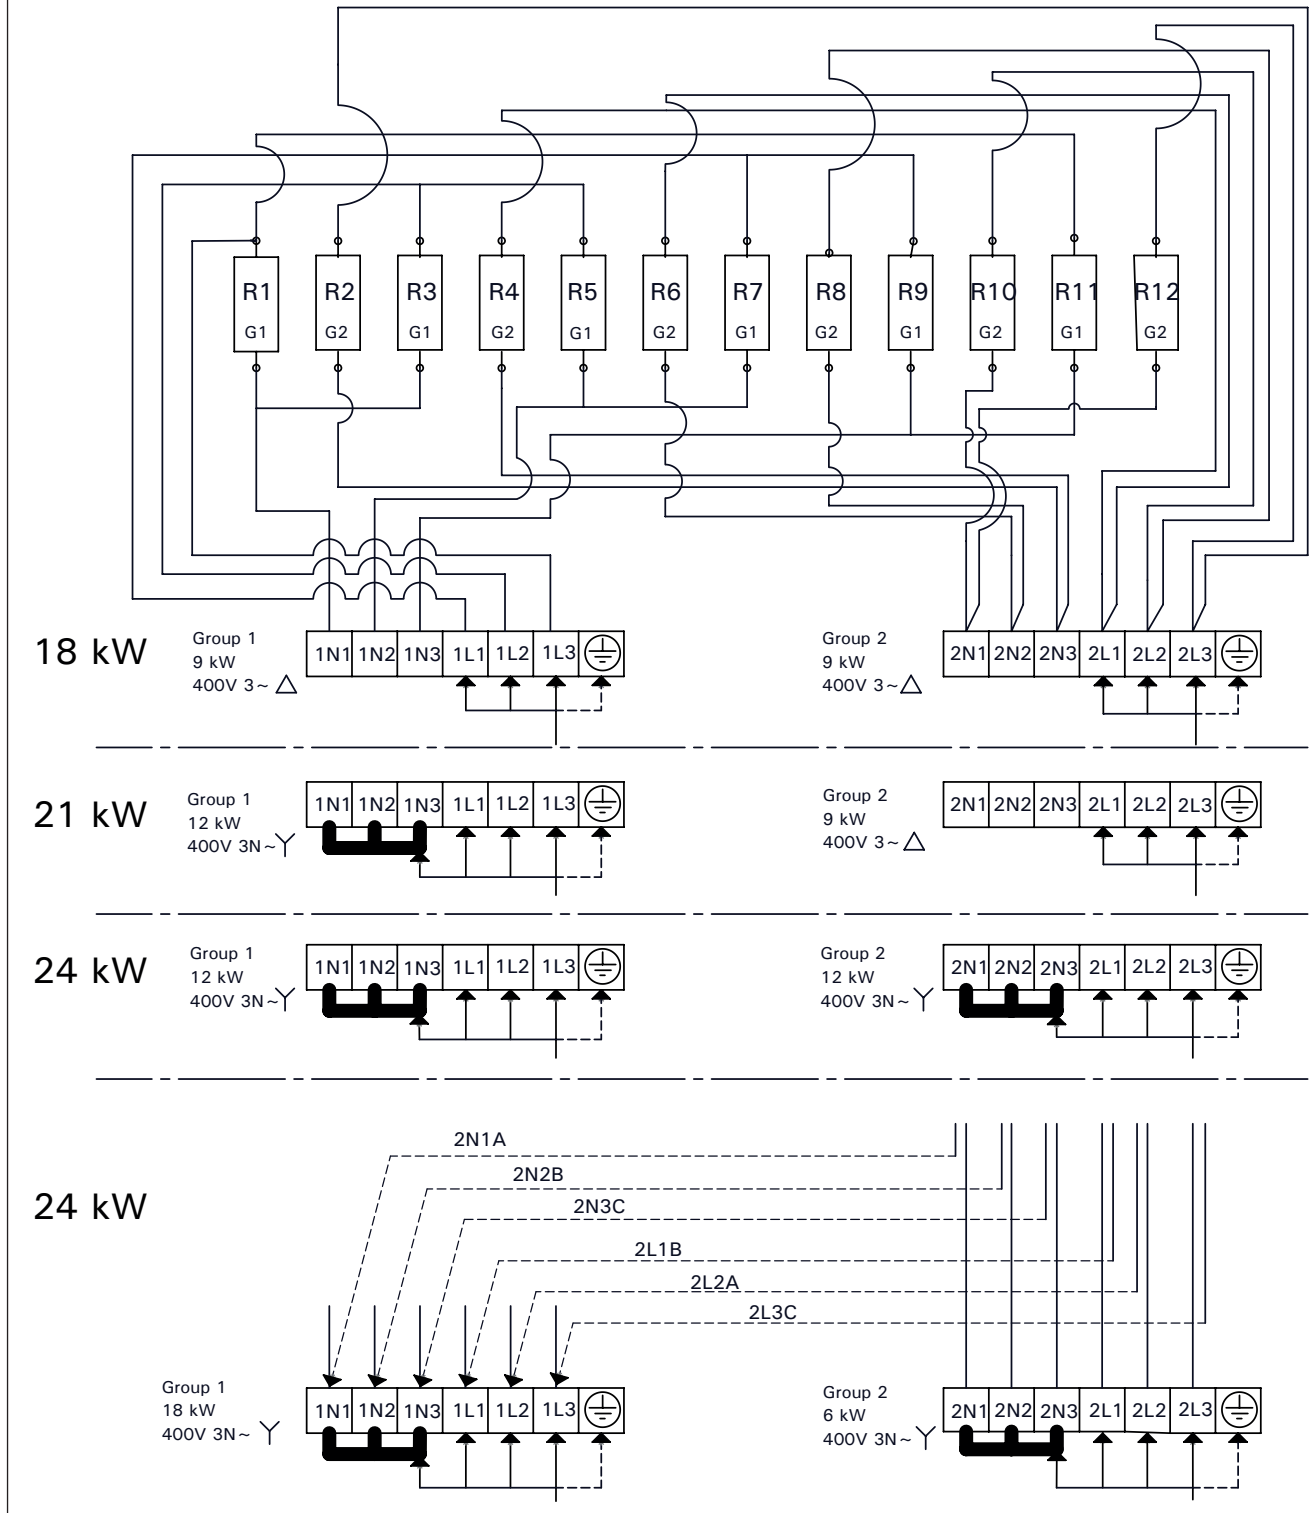 R1 R2 R3 R4 R5 R6 R7 R8 R9 R10 R11 R12
G1 G2 G1 G2 G1 G2 G1 G2 G1 G2 G1 G2
18 kW
Group 1
9 kW
400V 3~
1N1 1N2 1N3 1L1 1L2 1L3
Group 2
9 kW
400V 3~
2N1 2N2 2N3 2L1 2L2 2L3
21 kW
Group 1
12 kW
400V 3N~
1N1 1N2 1N3 1L1 1L2 1L3
Group 2
9 kW
400V 3~
2N1 2N2 2N3 2L1 2L2 2L3
24 kW
Group 1
12 kW
400V 3N~
1N1 1N2 1N3 1L1 1L2 1L3
Group 2
12 kW
400V 3N~
2N1 2N2 2N3 2L1 2L2 2L3
24 kW
2N1A
2N2B
2N3C
2L1B
2L2A
2L3C
Group 1
18 kW
400V 3N~
1N1 1N2 1N3 1L1 1L2 1L3
Group 2
6 kW
400V 3N~
2N1 2N2 2N3 2L1 2L2 2L3